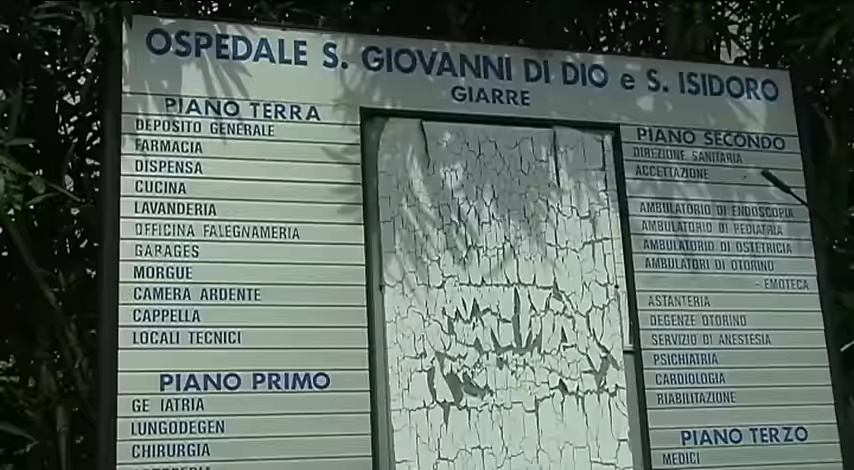 OSPEDALE S. GIOVANNI DI DIO e S. ISIDORO
GIARRE
PIANO TERRA
DEPOSITO GENERALE
FARMACIA
DISPENSA
CUCINA
LAVANDERIA
OFFICINA FALEGNAMERIA
GARAGES
MORGUE
CAMERA ARDENTE
CAPPELLA
LOCALI TECNICI
PIANO PRIMO
GE IATRIA
LUNGODEGEN
CHIRURGIA
PIANO SECONDO
DIREZIONE SANITARIA
ACCETTAZIONE
AMBULATORIO DI ENDOSCOPIA
AMBULATORIO DI PEDIATRIA
AMBULATORIO DI OSTETRICIA
AMBULATORI DI OTORINO
- EMOTECA
ASTANTERIA
DEGENZE OTORINO
SERVIZIO DI ANESTESIA
PSICHIATRIA
CARDIOLOGIA
RIABILITAZIONE
PIANO TERZO
MEDICI